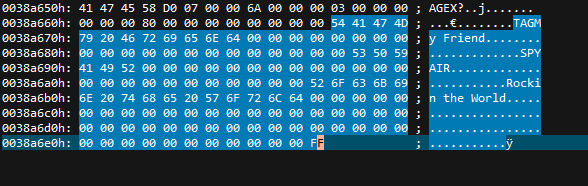 0038a650h: 41 47 45 58 D0 07 00 00 6A 00 00 00 03 00 00 00 ; AGEX?..j.......
0038a660h: 00 00 00 80 00 00 00 00 00 00 00 00 54 41 47 4D ; ...€........TAGM
0038a670h: 79 20 46 72 69 65 6E 64 00 00 00 00 00 00 00 00 ; y Friend........
0038a680h: 00 00 00 00 00 00 00 00 00 00 00 00 00 53 50 59 ; .............SPY
0038a690h: 41 49 52 00 00 00 00 00 00 00 00 00 00 00 00 00 ; AIR.............
0038a6a0h: 00 00 00 00 00 00 00 00 00 00 00 52 6F 63 6B 69 ; ...........Rocki
0038a6b0h: 6E 20 74 68 65 20 57 6F 72 6C 64 00 00 00 00 00 ; n the World.....
0038a6c0h: 00 00 00 00 00 00 00 00 00 00 00 00 00 00 00 00 ; ................
0038a6d0h: 00 00 00 00 00 00 00 00 00 00 00 00 00 00 00 00 ; ................
0038a6e0h: 00 00 00 00 00 00 00 00 00 00 00 FF ; ...........ÿ